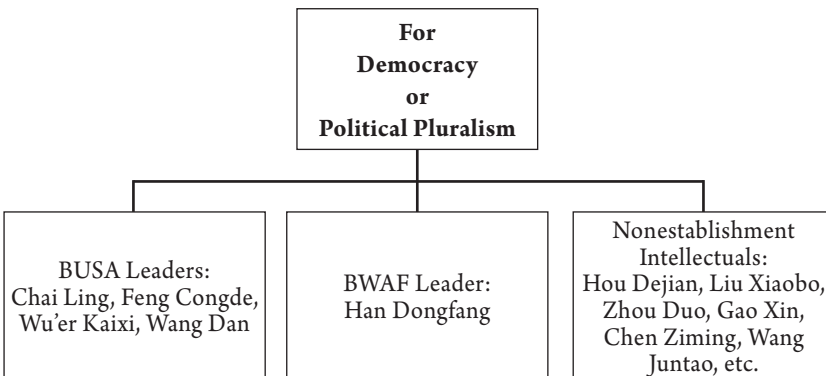 For
Democracy
or
Political Pluralism
BUSA Leaders:
Chai Ling, Feng Congde,
Wu’er Kaixi, Wang Dan
BWAF Leader:
Han Dongfang
Nonestablishment
Intellectuals:
Hou Dejian, Liu Xiaobo,
Zhou Duo, Gao Xin,
Chen Ziming, Wang
Juntao, etc.